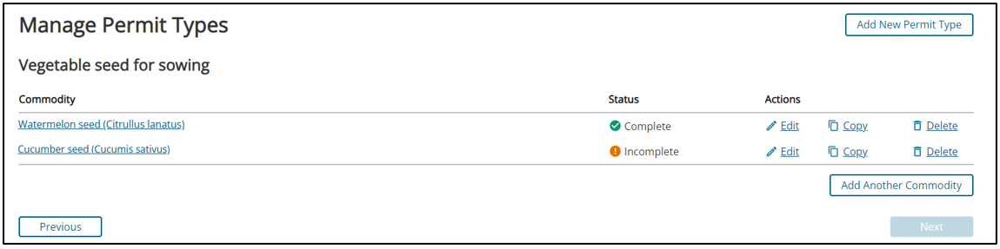 Manage Permit Types
Add New Permit Type
Vegetable seed for sowing
Commodity Status Actions
Watermelon seed (Citrullus lanatus) Complete Edit Copy Delete
Cucumber seed (Cucumis sativus) Incomplete Edit Copy Delete
Add Another Commodity
Previous Next